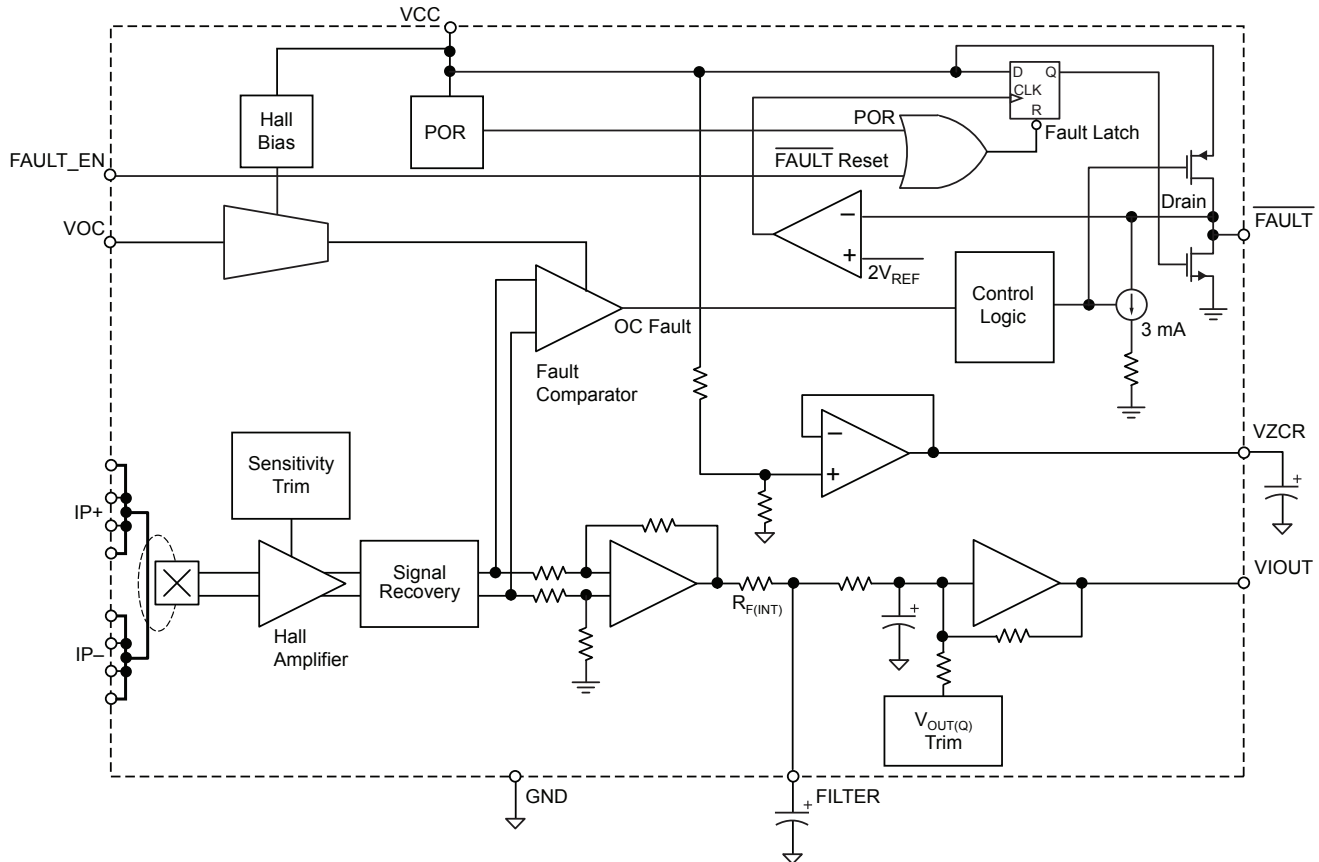 VCC
Hall
Bias
POR
D
Q
CLK
R
Fault Latch
POR
FAULT_EN
FAULT Reset
VOC
Drain
FAULT
−
+
2VREF
OC Fault
Control
Logic
3 mA
Fault
Comparator
VZCR
−
+
+
Sensitivity
Trim
IP+
Signal
Recovery
VIOUT
RF(INT)
+
IP–
Hall
Amplifier
VOUT(Q)
Trim
GND
FILTER
+